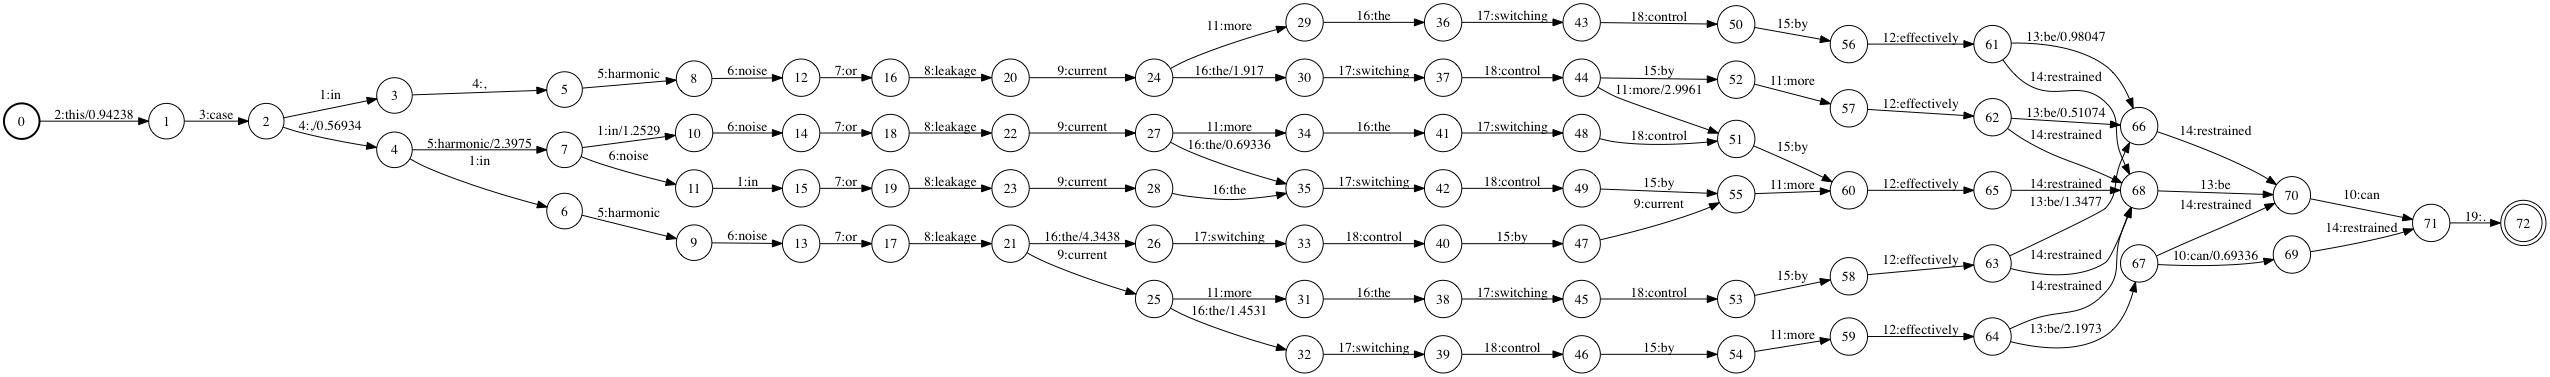 11:more
29
16:the
36
17:switching
43
18:control
50
15:by
56
12:effectively
61
13:be/0.98047
14:restrained
0
2:this/0.94238
1
3:case
2
1:in
3
4:,
5
5:harmonic
8
6:noise
12
7:or
16
8:leakage
20
9:current
24
16:the/1.917
30
17:switching
37
18:control
44
15:by
52
11:more
57
12:effectively
62
13:be/0.51074
66
14:restrained
11:more/2.9961
14:restrained
4:,/0.56934
4
5:harmonic/2.3975
7
1:in/1.2529
10
6:noise
14
7:or
18
8:leakage
22
9:current
27
11:more
34
16:the
41
17:switching
48
18:control
51
15:by
16:the/0.69336
1:in
6:noise
11
1:in
15
7:or
19
8:leakage
23
9:current
28
16:the
35
17:switching
42
18:control
49
15:by
55
11:more
60
12:effectively
65
14:restrained
68
13:be
70
10:can
71
19:.
72
9:current
13:be/1.3477
14:restrained
6
5:harmonic
9
6:noise
13
7:or
17
8:leakage
21
16:the/4.3438
26
17:switching
33
18:control
40
15:by
47
9:current
12:effectively
63
14:restrained
67
10:can/0.69336
69
14:restrained
25
11:more
31
16:the
38
17:switching
45
18:control
53
15:by
58
14:restrained
16:the/1.4531
32
17:switching
39
18:control
46
15:by
54
11:more
59
12:effectively
64
13:be/2.1973